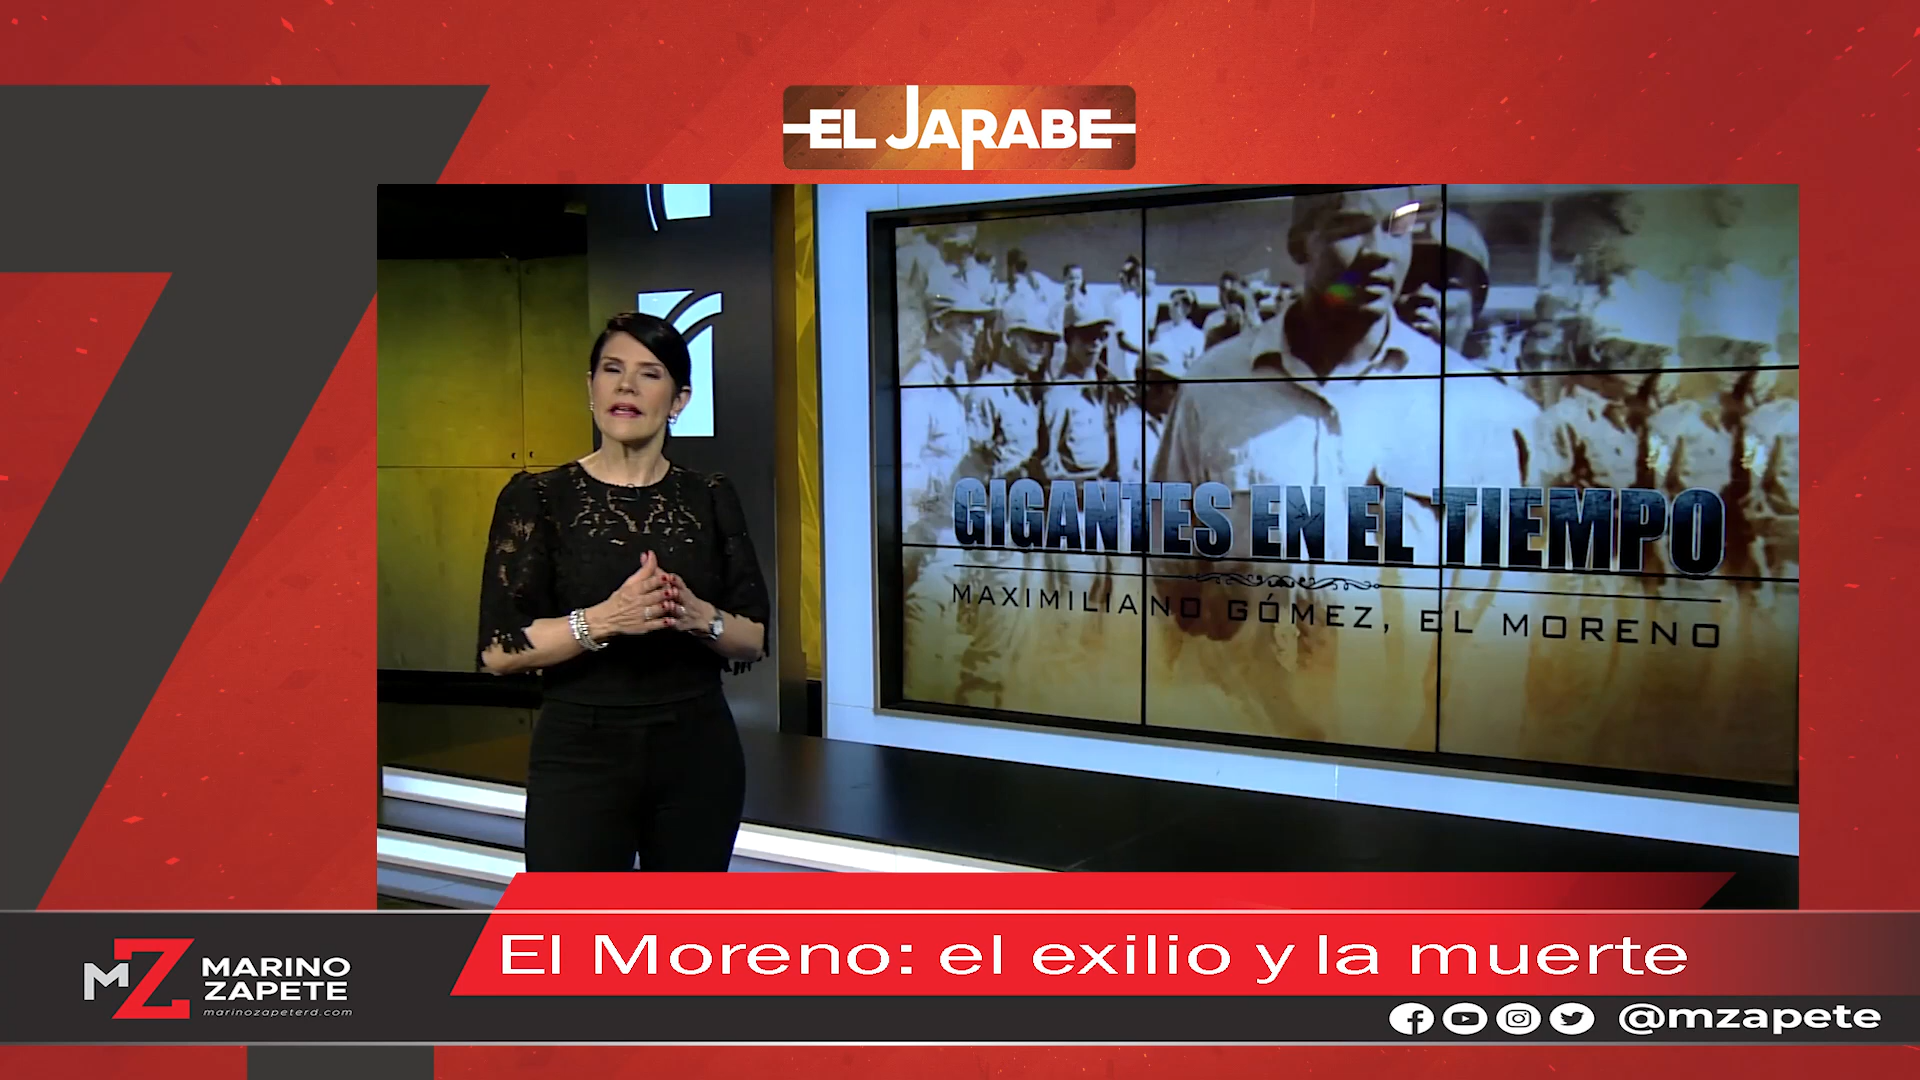 EL JARABE
GIGANTES EN EL TIEMPO
MAXIMILIANO GÓMEZ, EL MORENO
El Moreno: el exilio y la muerte
MZ MARINO
ZAPETE
marinozapeterd.com
@mzapete